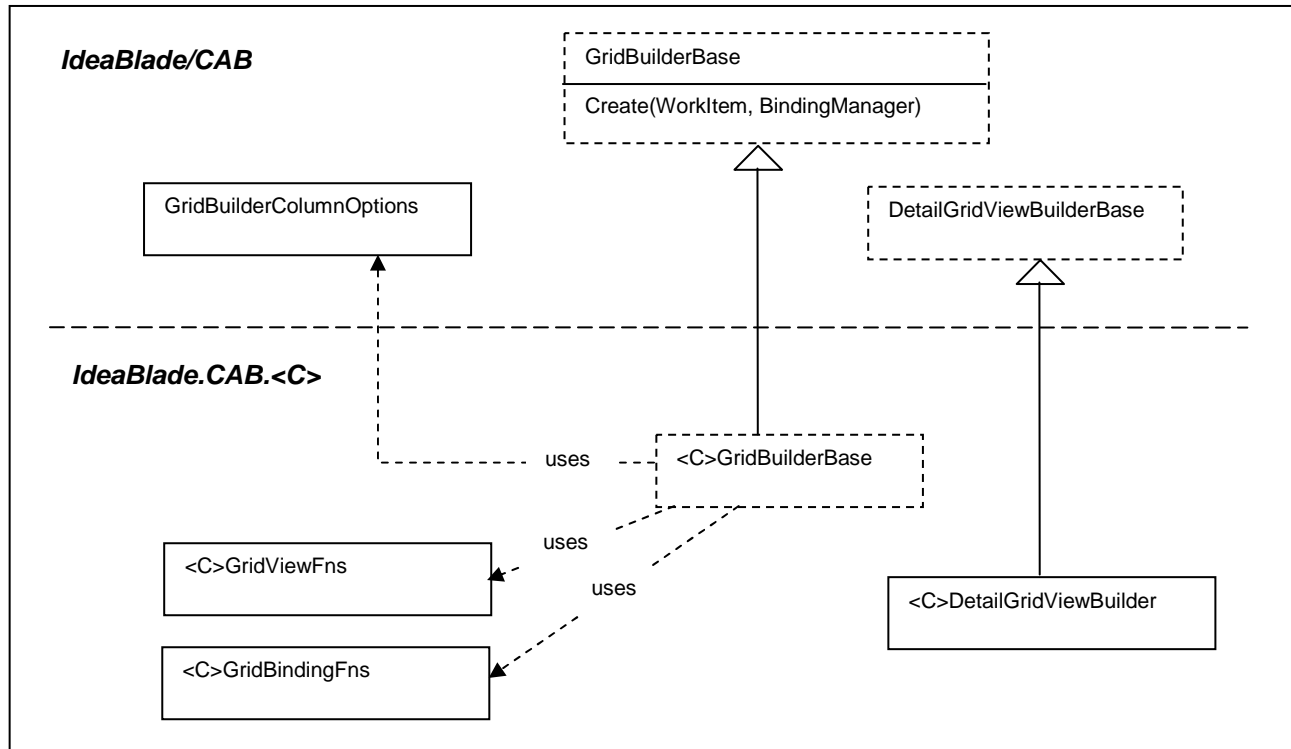 IdeaBlade/CAB
GridBuilderBase
Create(WorkItem, BindingManager)
GridBuilderColumnOptions
DetailGridViewBuilderBase
IdeaBlade.CAB.<C>
uses
<C>GridBuilderBase
uses
<C>GridViewFns
uses
<C>DetailGridViewBuilder
<C>GridBindingFns